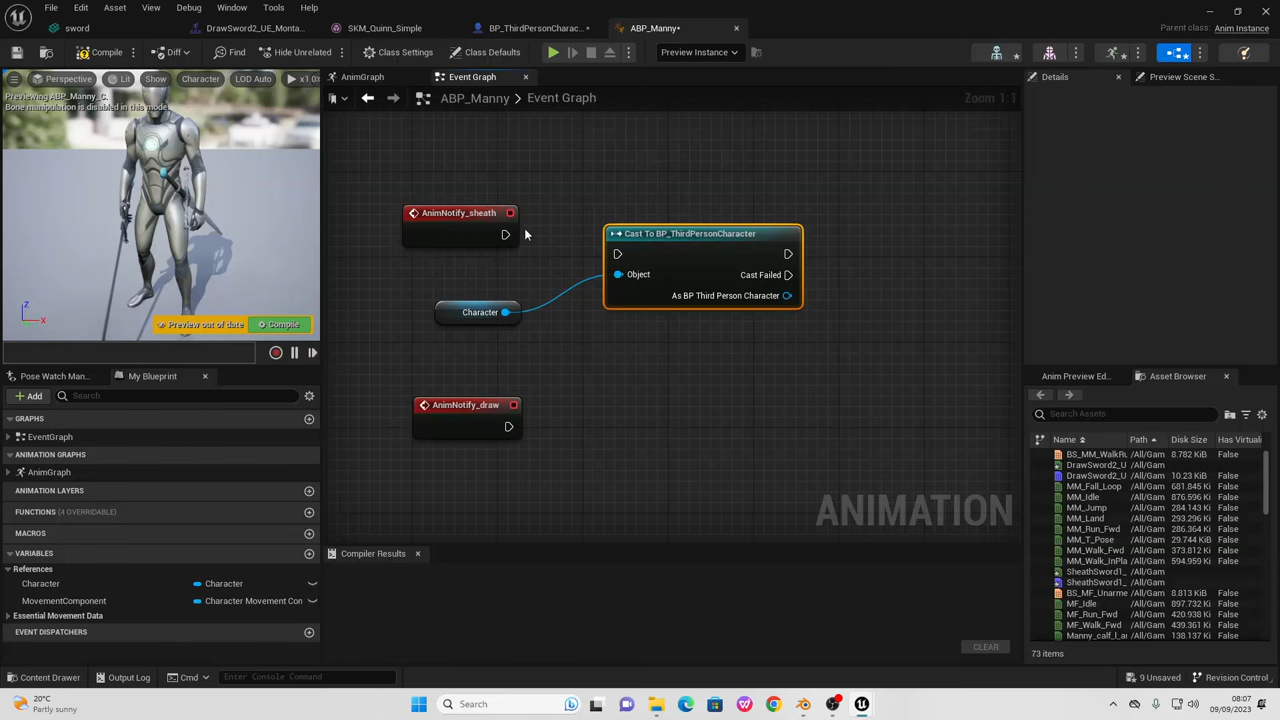 File Edit Asset View Debug Window Tools Help
sword
DrawSword2_UE_Monta...
SKM_Quinn_Simple
BP_ThirdPersonCharac...•
ABP_Manny•
Parent class: Anim Instance
Compile
Diff
Find
Hide Unrelated
Class Settings
Class Defaults
Preview Instance
Perspective Lit Show Character LOD Auto x1.0
Previewing ABP_Manny_C.
Bone manipulation is disabled in this mode.
Z
X
Preview out of date
Compile
AnimGraph
Event Graph
ABP_Manny > Event Graph
Zoom 1:1
AnimNotify_sheath
Character
AnimNotify_draw
Cast To BP_ThirdPersonCharacter
Object
Cast Failed
As BP Third Person Character
ANIMATION
Details
Preview Scene S...
Pose Watch Man...
My Blueprint
Add
Search
GRAPHS
EventGraph
ANIMATION GRAPHS
AnimGraph
ANIMATION LAYERS
FUNCTIONS (4 OVERRIDABLE)
MACROS
VARIABLES
References
Character Character
MovementComponent Character Movement Con
Essential Movement Data
EVENT DISPATCHERS
Compiler Results
CLEAR
Anim Preview Ed...
Asset Browser
Search Assets
Name Path Disk Size Has Virtuali
BS_MM_WalkRu /All/Gam 8.782 KiB False
DrawSword2_U /All/Gam
DrawSword2_U /All/Gam 10.23 KiB False
MM_Fall_Loop /All/Gam 681.845 Ki False
MM_Idle /All/Gam 876.596 Ki False
MM_Jump /All/Gam 284.143 Ki False
MM_Land /All/Gam 293.296 Ki False
MM_Run_Fwd /All/Gam 286.364 Ki False
MM_T_Pose /All/Gam 29.744 KiB False
MM_Walk_Fwd /All/Gam 373.812 Ki False
MM_Walk_InPla /All/Gam 594.959 Ki False
SheathSword1_ /All/Gam
SheathSword1_ /All/Gam
BS_MF_Unarme /All/Gam 8.813 KiB False
MF_Idle /All/Gam 897.732 Ki False
MF_Run_Fwd /All/Gam 420.938 Ki False
MF_Walk_Fwd /All/Gam 439.361 Ki False
Manny_calf_l_an /All/Gam 138.137 Ki False
73 items
Content Drawer
Output Log
Cmd
Enter Console Command
9 Unsaved
Revision Control
20°C
Partly sunny
Search
08:07
09/09/2023